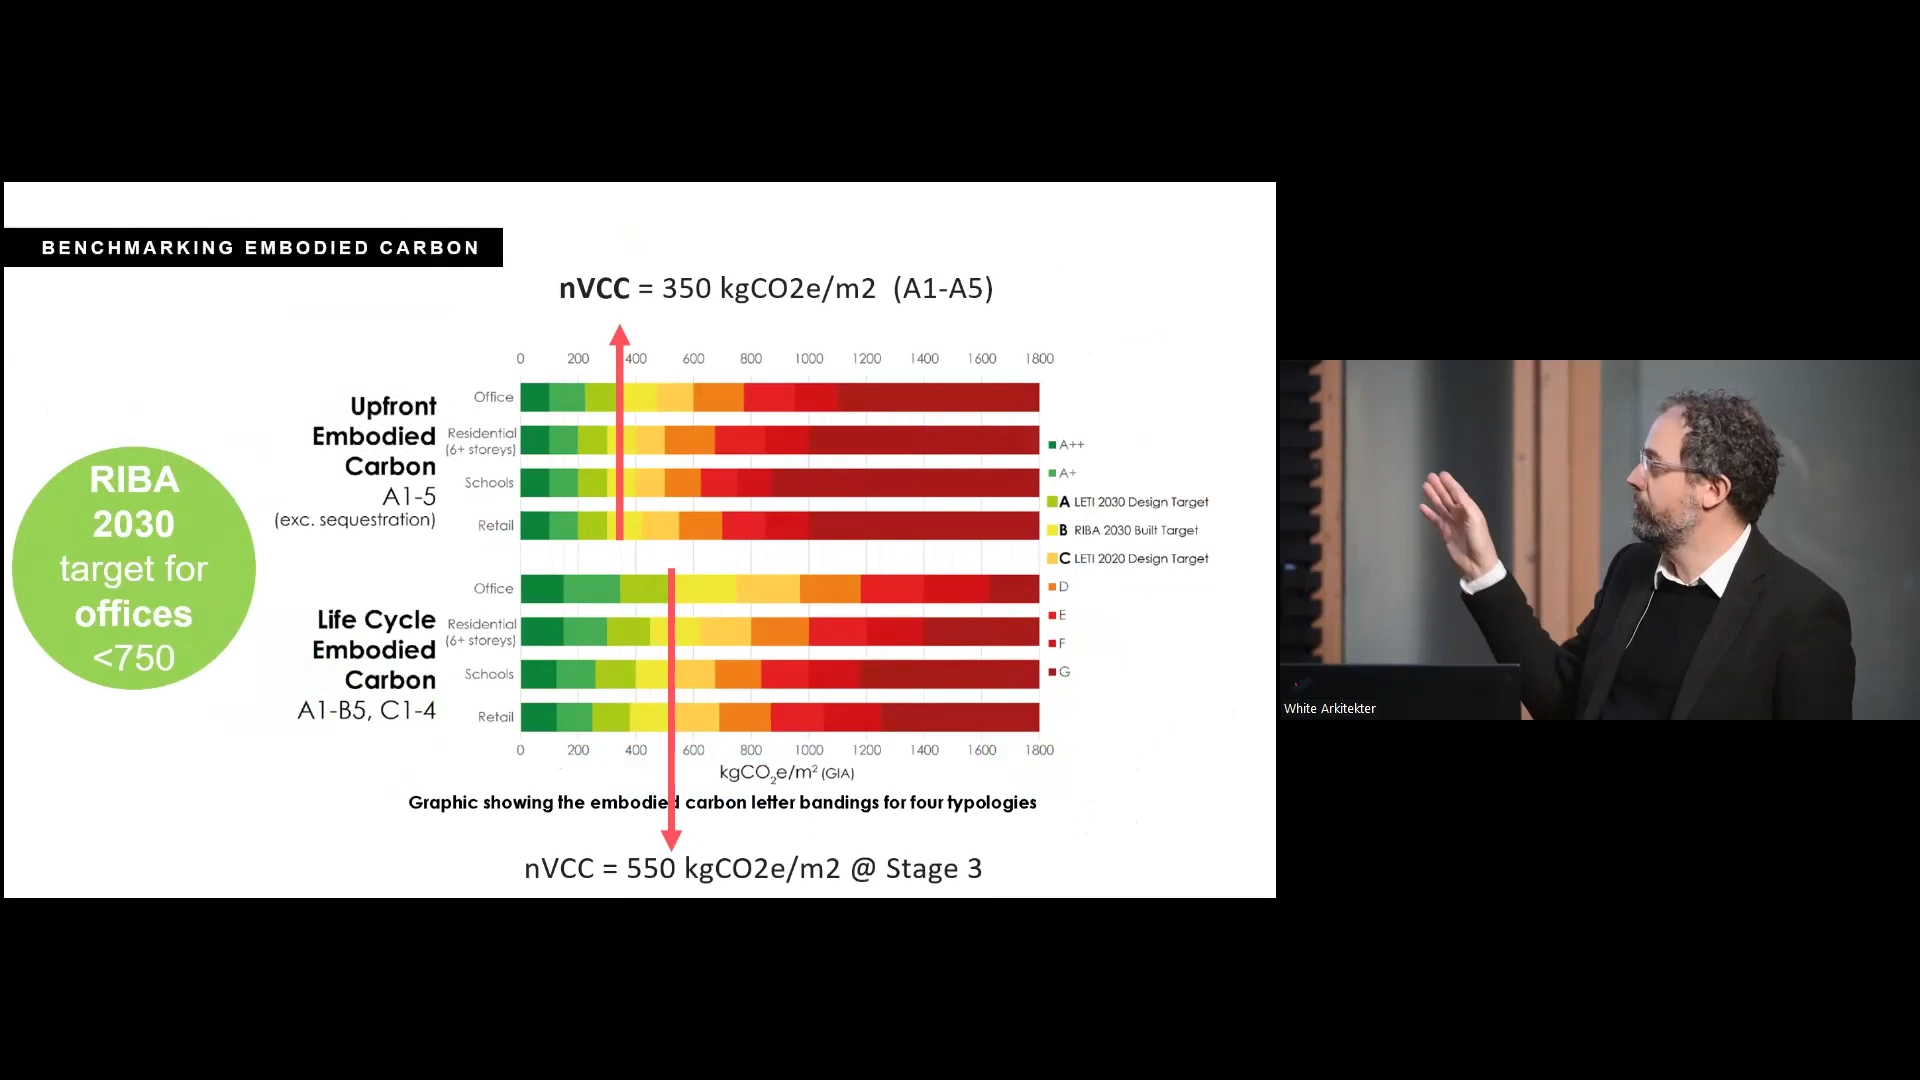 BENCHMARKING EMBODIED CARBON
nVCC = 350 kgCO2e/m2 (A1-A5)
0 200 400 600 800 1000 1200 1400 1600 1800
Upfront
Embodied
Carbon
A1-5
(exc. sequestration)
Office
Residential
(6+ storeys)
Schools
Retail
RIBA
2030
target for
offices
<750
Life Cycle
Embodied
Carbon
A1-B5, C1-4
Office
Residential
(6+ storeys)
Schools
Retail
A++
A+
A LETI 2030 Design Target
B RIBA 2030 Built Target
C LETI 2020 Design Target
D
E
F
G
0 200 400 600 800 1000 1200 1400 1600 1800
kgCO2e/m² (GIA)
Graphic showing the embodied carbon letter bandings for four typologies
nVCC = 550 kgCO2e/m2 @ Stage 3
White Arkitekter